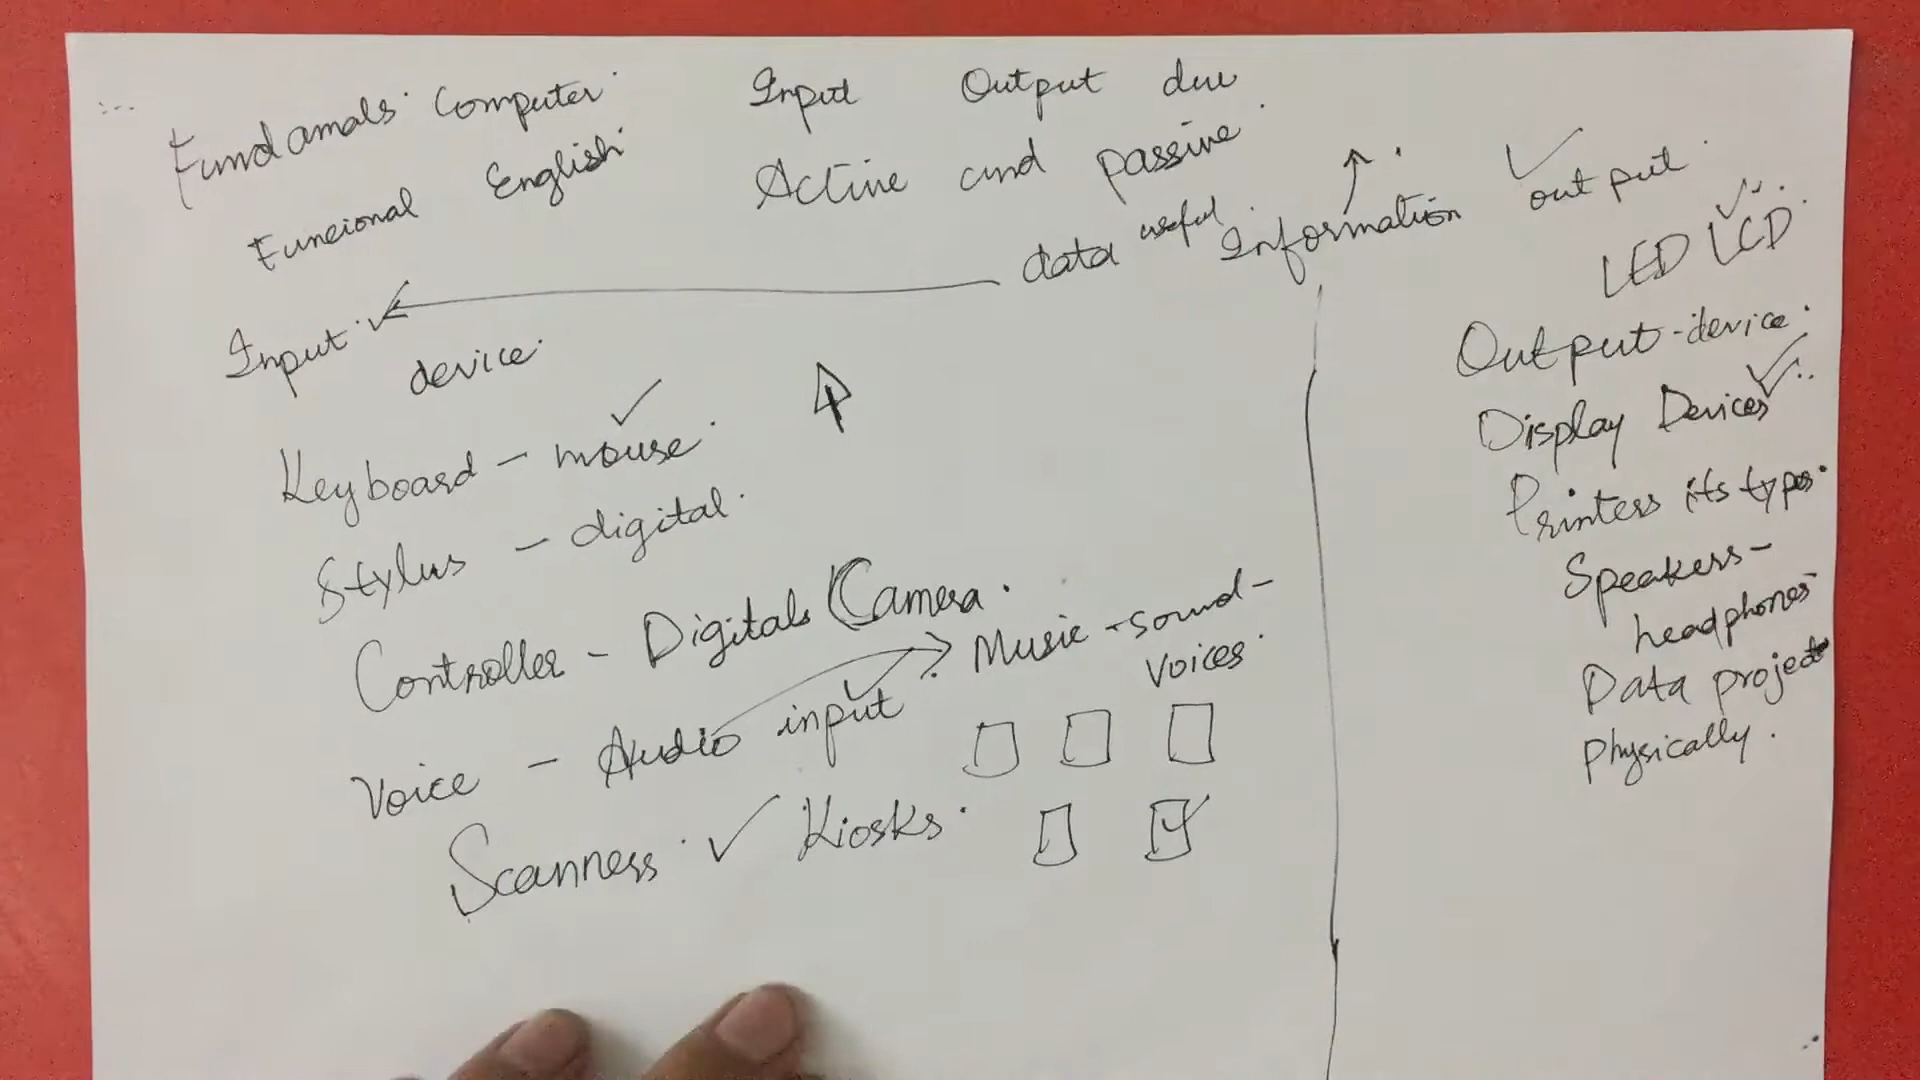 Fundamals Computer
Funcional English
Input Output due
Active and passive
data useful Information output
Input
device
LED LCD
Keyboard - mouse
Stylus - digital
Controller - Digitals Camera
Voice - Audio input Music - sound -
voices
Scanness Kiosks
Output-device
Display Devices
Printers its types
Speakers -
headphones
Data project
Physically